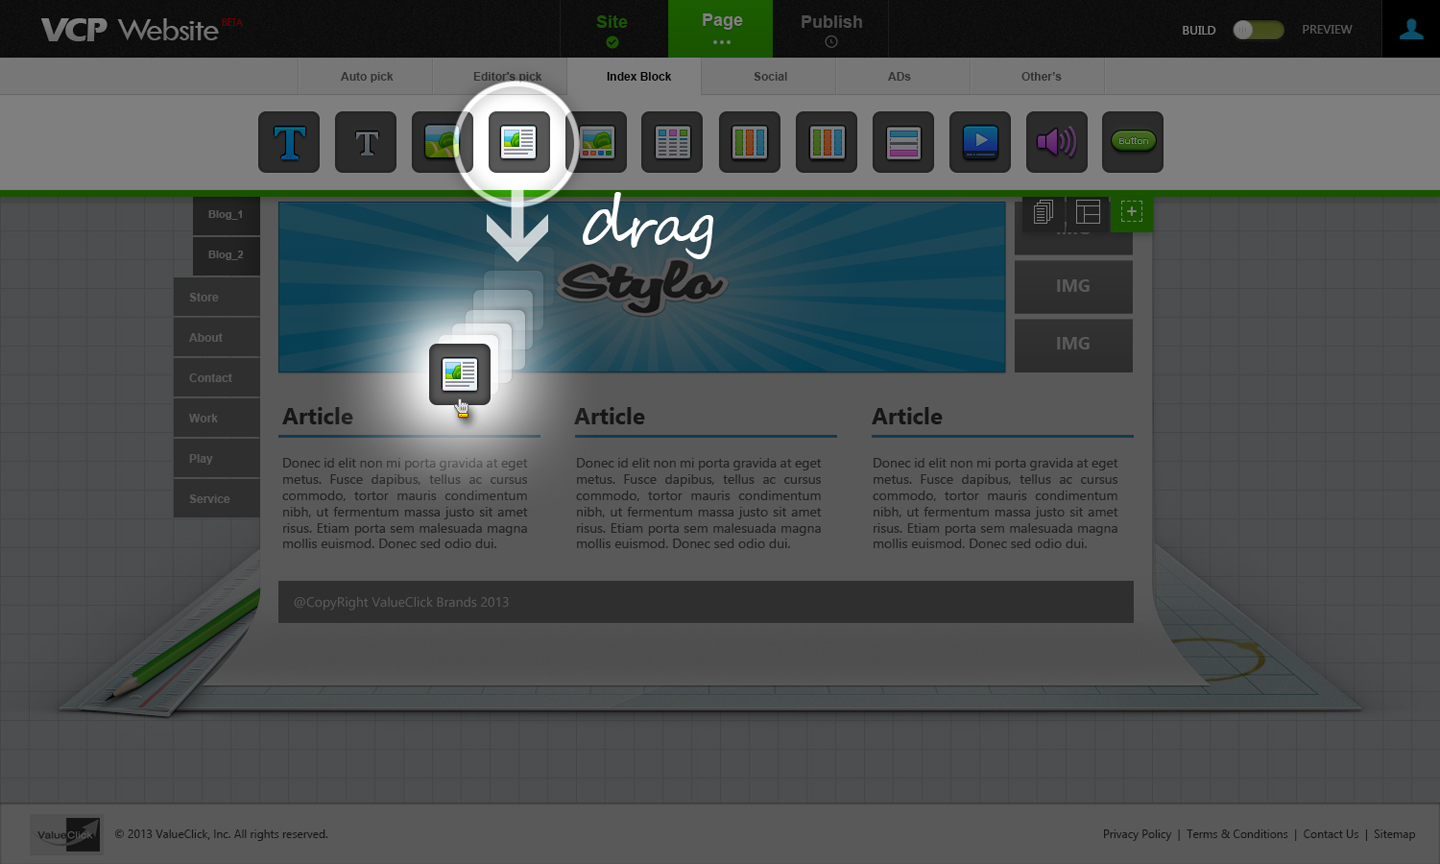 VCP Website BETA
Site
Page
Publish
BUILD
PREVIEW
Auto pick
Editor's pick
Index Block
Social
ADs
Other's
T
T
Button
drag
Blog_1
Blog_2
Store
About
Contact
Work
Play
Service
Stylo
IMG
IMG
IMG
Article
Donec id elit non mi porta gravida at eget
metus. Fusce dapibus, tellus ac cursus
commodo, tortor mauris condimentum
nibh, ut fermentum massa justo sit amet
risus. Etiam porta sem malesuada magna
mollis euismod. Donec sed odio dui.
Article
Donec id elit non mi porta gravida at eget
metus. Fusce dapibus, tellus ac cursus
commodo, tortor mauris condimentum
nibh, ut fermentum massa justo sit amet
risus. Etiam porta sem malesuada magna
mollis euismod. Donec sed odio dui.
Article
Donec id elit non mi porta gravida at eget
metus. Fusce dapibus, tellus ac cursus
commodo, tortor mauris condimentum
nibh, ut fermentum massa justo sit amet
risus. Etiam porta sem malesuada magna
mollis euismod. Donec sed odio dui.
@CopyRight ValueClick Brands 2013
ValueClick
© 2013 ValueClick, Inc. All rights reserved.
Privacy Policy | Terms & Conditions | Contact Us | Sitemap